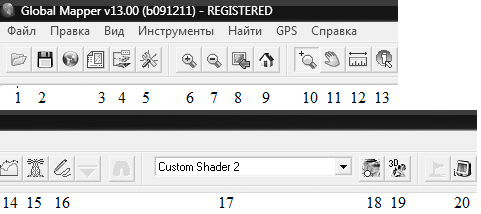 Global Mapper v13.00 (b091211) - REGISTERED
Файл Правка Вид Инструменты Найти GPS Справка
1 2 3 4 5 6 7 8 9 10 11 12 13
3D
Custom Shader 2
14 15 16 17 18 19 20